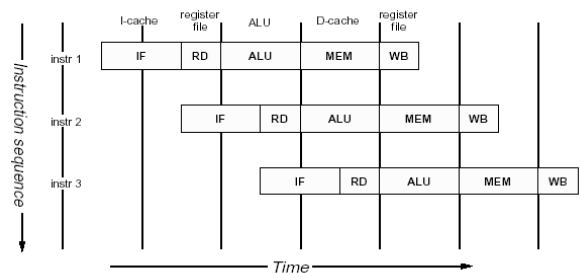 I-cache register file ALU D-cache register file
instr 1 IF RD ALU MEM WB
instr 2 IF RD ALU MEM WB
instr 3 IF RD ALU MEM WB
Instruction sequence
Time